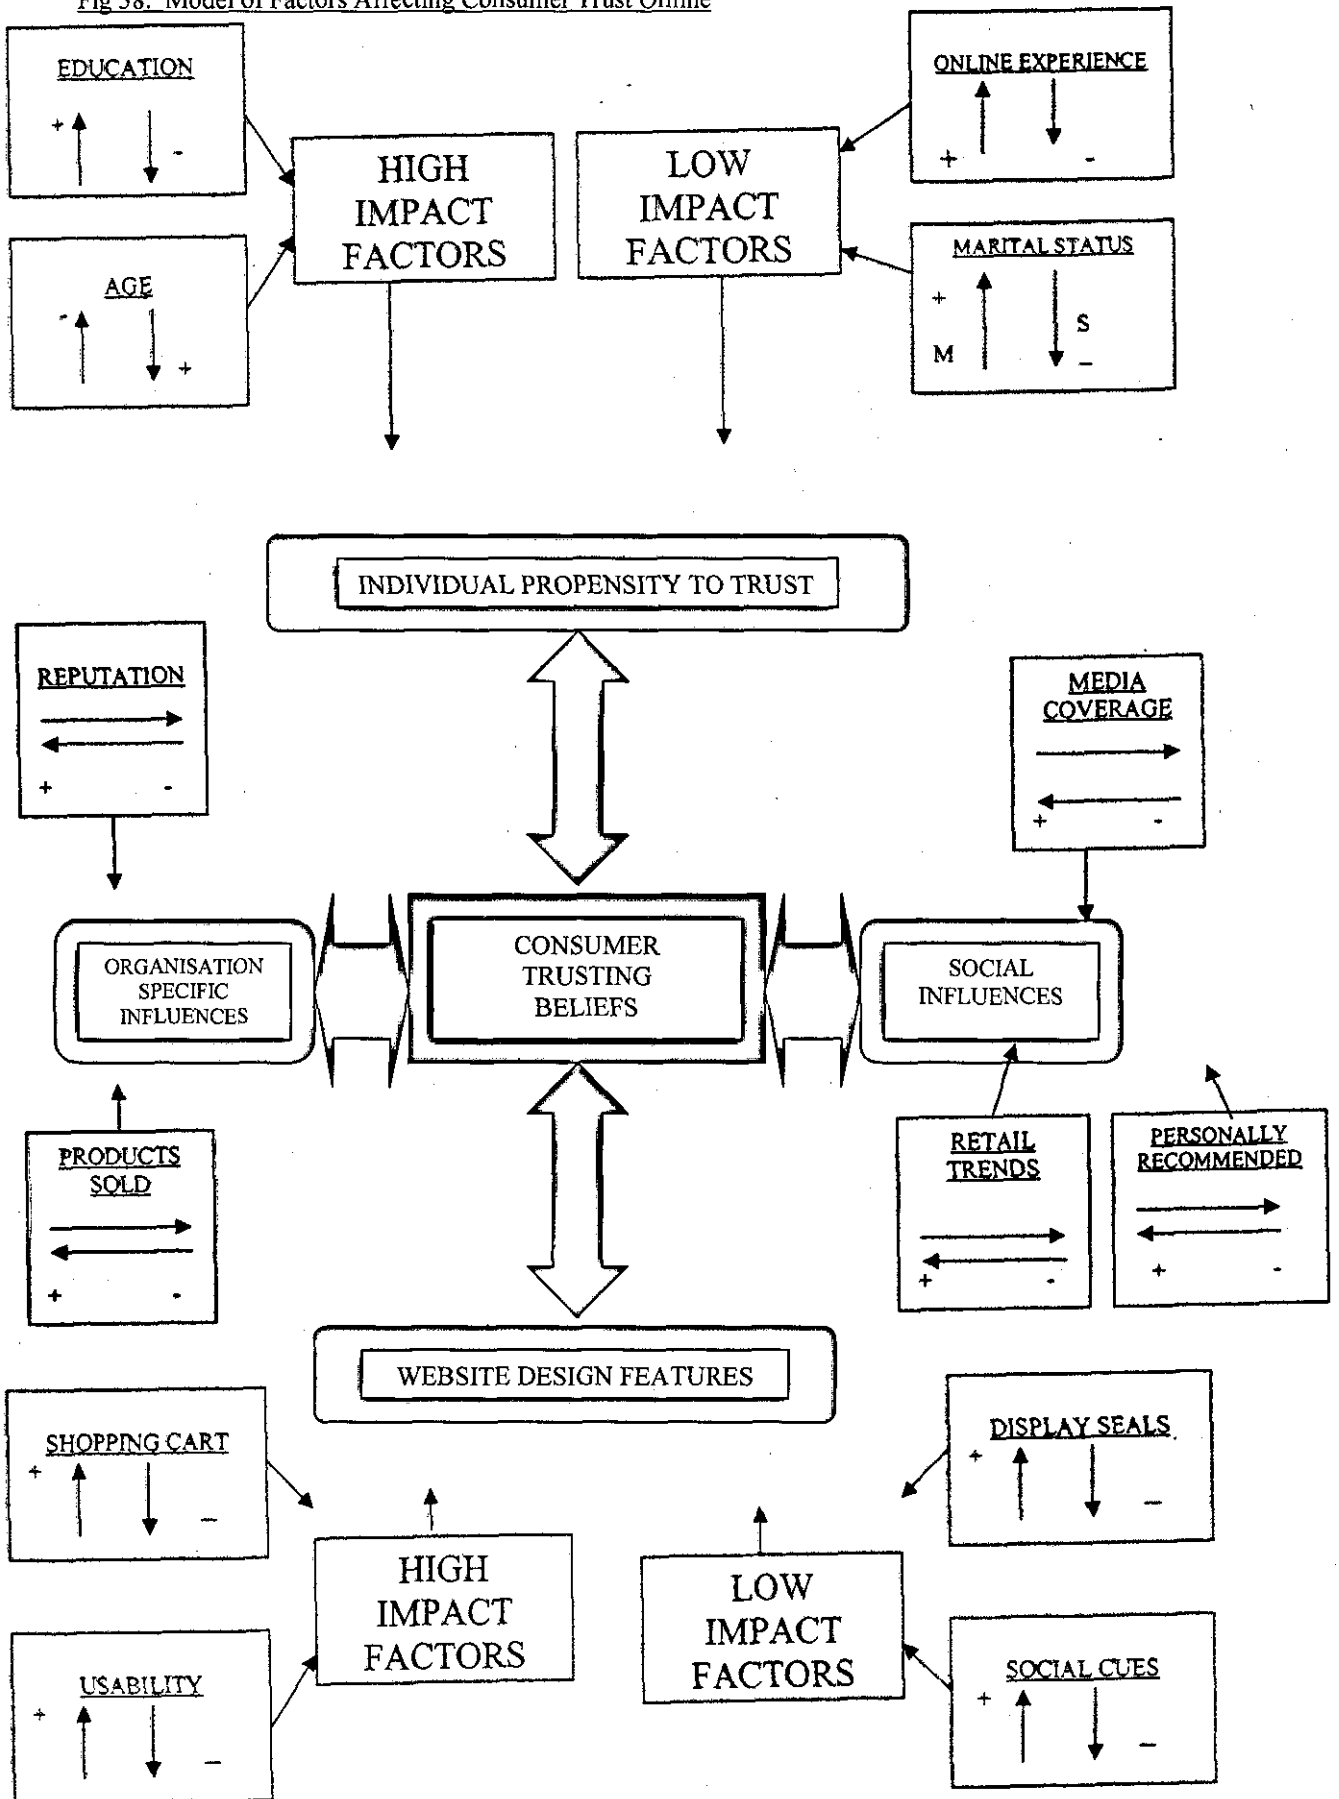 Fig 58: Model of Factors Affecting Consumer Trust Online
EDUCATION
+
-
HIGH
IMPACT
FACTORS
LOW
IMPACT
FACTORS
ONLINE EXPERIENCE
+
-
AGE
-
+
MARITAL STATUS
+
S
M
–
INDIVIDUAL PROPENSITY TO TRUST
REPUTATION
+ -
MEDIA
COVERAGE
+ -
ORGANISATION
SPECIFIC
INFLUENCES
CONSUMER
TRUSTING
BELIEFS
SOCIAL
INFLUENCES
PRODUCTS
SOLD
+ -
RETAIL
TRENDS
+ -
PERSONALLY
RECOMMENDED
+ -
WEBSITE DESIGN FEATURES
SHOPPING CART
+
–
HIGH
IMPACT
FACTORS
LOW
IMPACT
FACTORS
DISPLAY SEALS
+
–
USABILITY
+
–
SOCIAL CUES
+
–